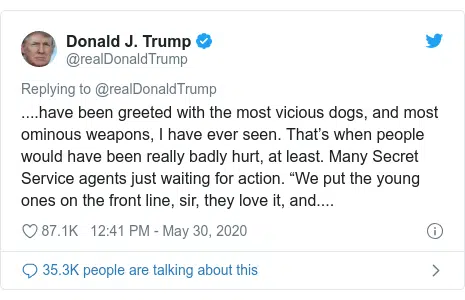 Donald J. Trump
@realDonaldTrump
Replying to @realDonaldTrump
....have been greeted with the most vicious dogs, and most
ominous weapons, I have ever seen. That’s when people
would have been really badly hurt, at least. Many Secret
Service agents just waiting for action. “We put the young
ones on the front line, sir, they love it, and....
87.1K 12:41 PM - May 30, 2020
35.3K people are talking about this